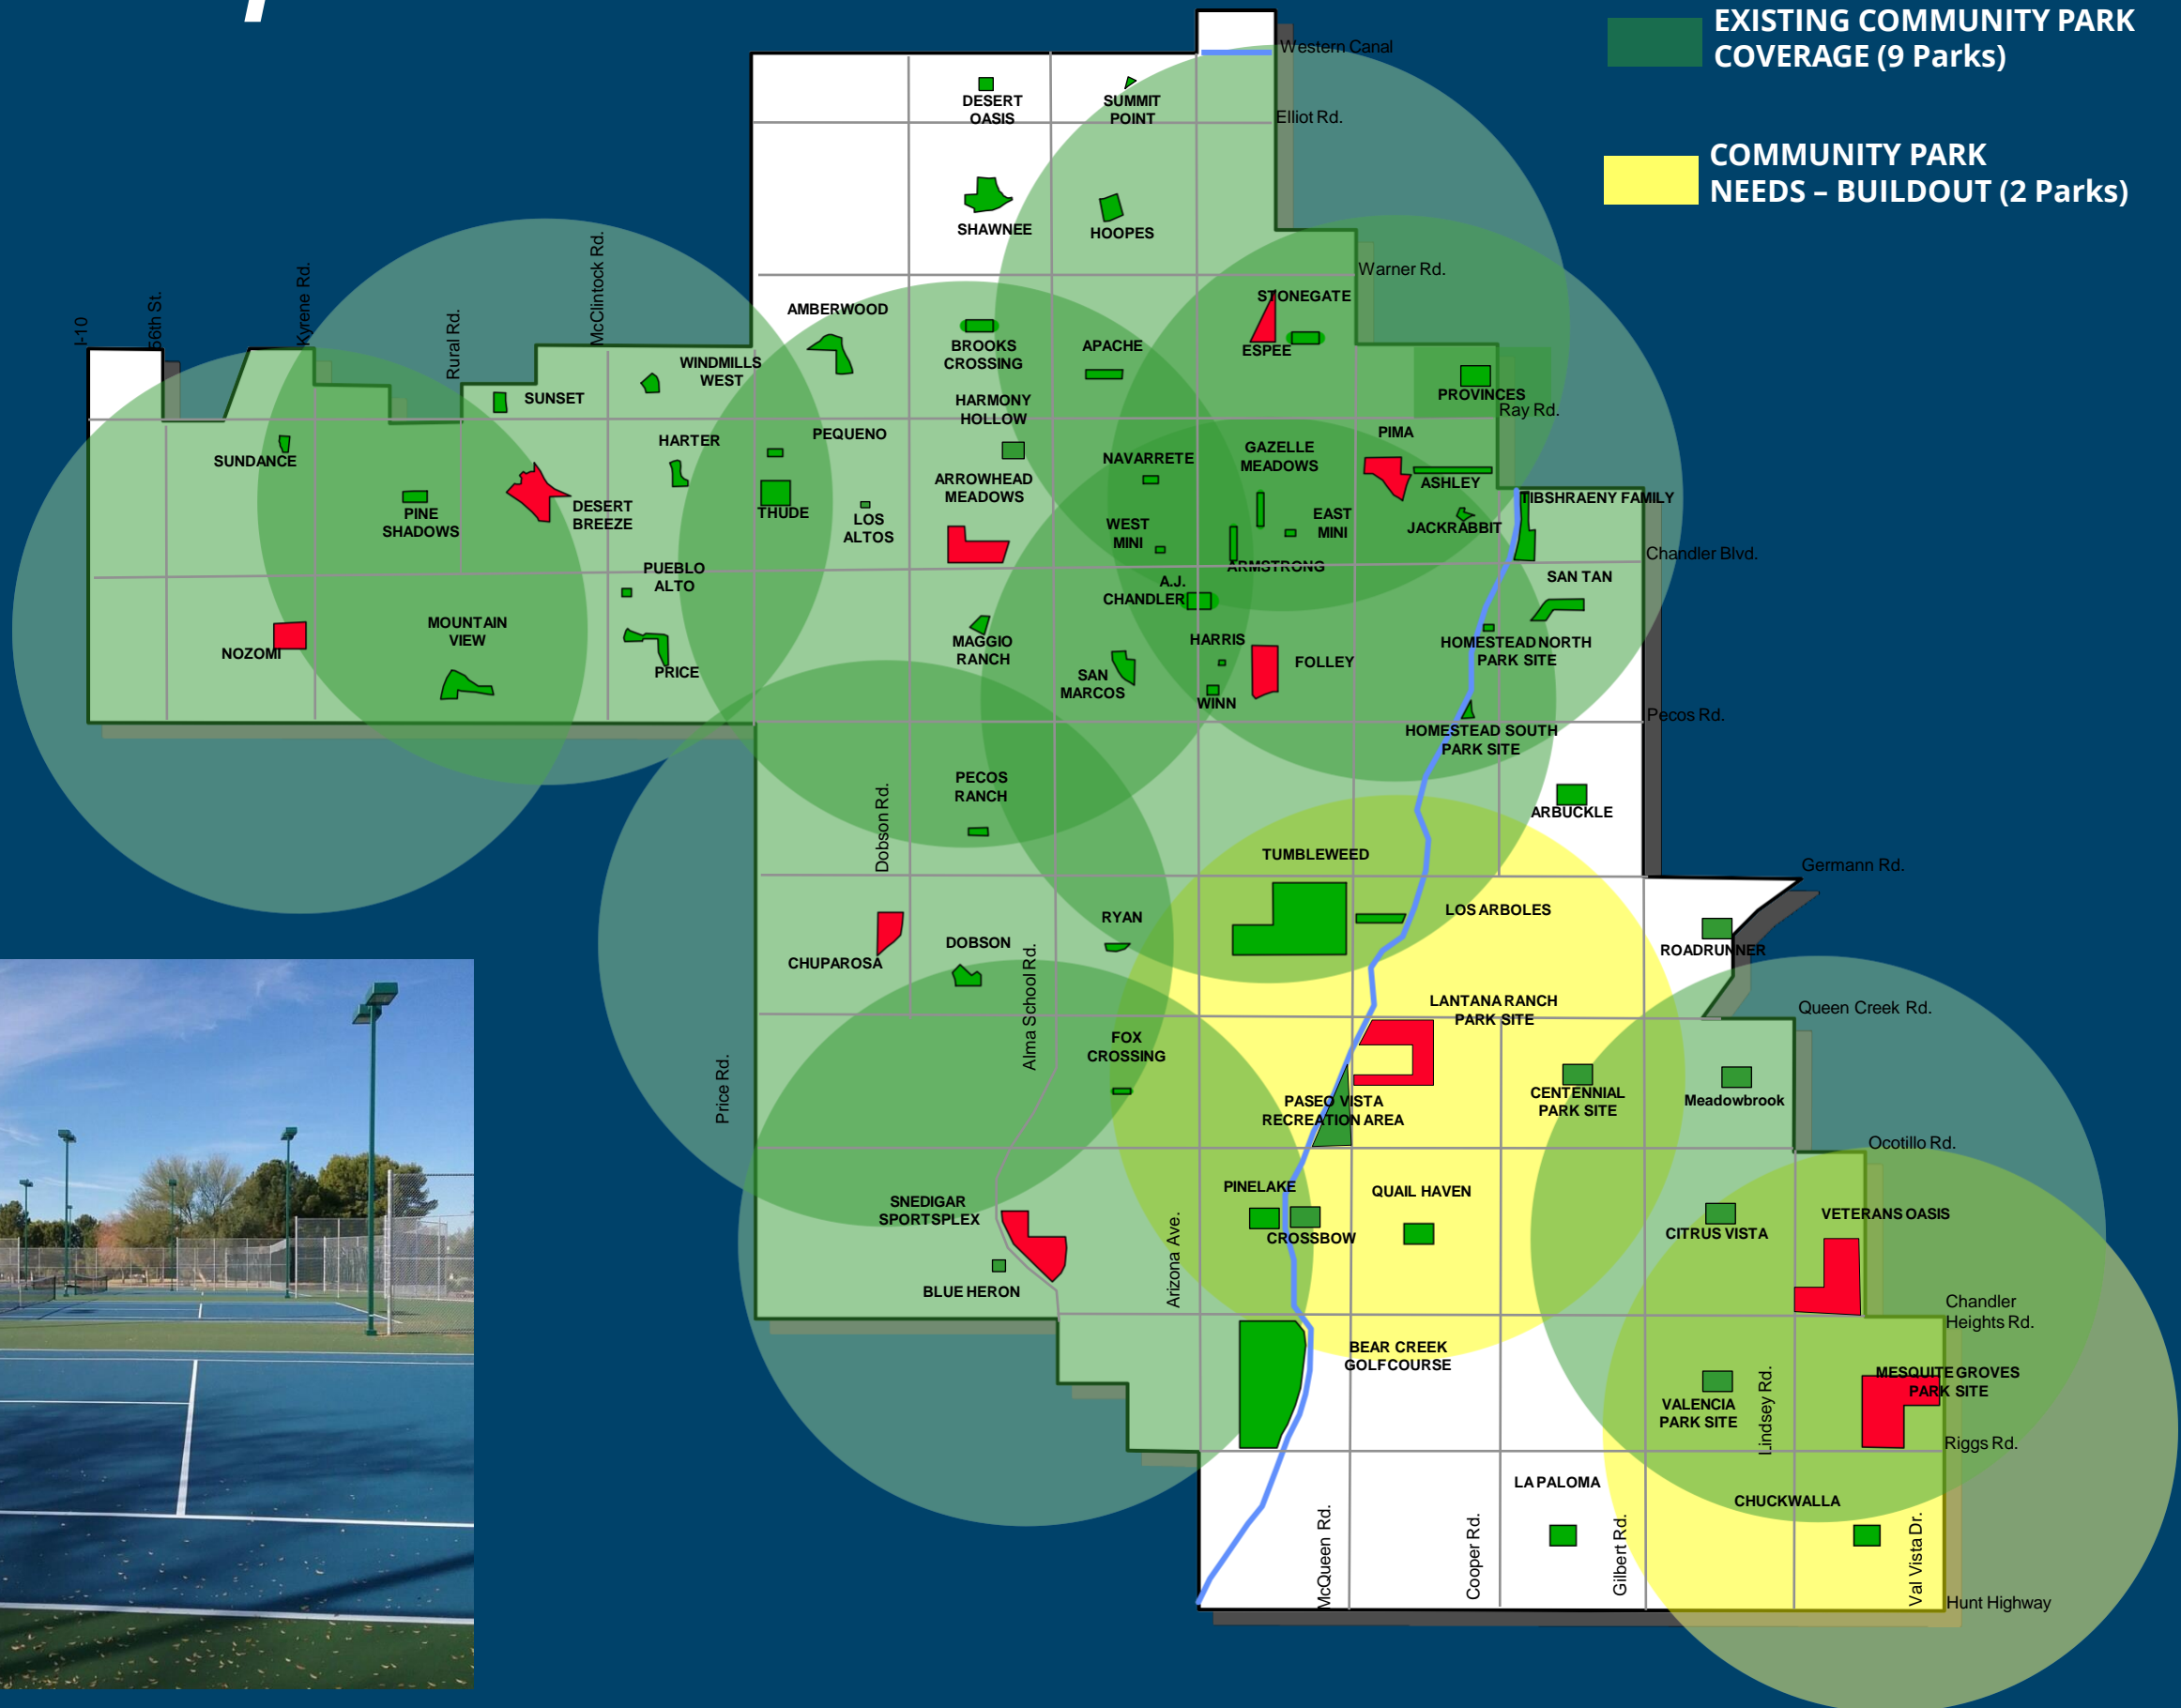 EXISTING COMMUNITY PARK
COVERAGE (9 Parks)
COMMUNITY PARK
NEEDS – BUILDOUT (2 Parks)
Western Canal
Elliot Rd.
Warner Rd.
Ray Rd.
Chandler Blvd.
Pecos Rd.
Germann Rd.
Queen Creek Rd.
Ocotillo Rd.
Chandler
Heights Rd.
Riggs Rd.
Hunt Highway
I-10
56th St.
Kyrene Rd.
Rural Rd.
McClintock Rd.
Price Rd.
Dobson Rd.
Alma School Rd.
Arizona Ave.
McQueen Rd.
Cooper Rd.
Gilbert Rd.
Lindsey Rd.
Val Vista Dr.
DESERT
OASIS
SUMMIT
POINT
SHAWNEE
HOOPES
AMBERWOOD
BROOKS
CROSSING
APACHE
STONEGATE
ESPEE
PROVINCES
WINDMILLS
WEST
SUNSET
HARMONY
HOLLOW
SUNDANCE
PINE
SHADOWS
DESERT
BREEZE
HARTER
PEQUENO
THUDE
LOS
ALTOS
ARROWHEAD
MEADOWS
NAVARRETE
GAZELLE
MEADOWS
PIMA
ASHLEY
TIBSHRAENY FAMILY
WEST
MINI
EAST
MINI
JACKRABBIT
ARMSTRONG
PUEBLO
ALTO
A.J.
CHANDLER
SAN TAN
NOZOMI
MOUNTAIN
VIEW
PRICE
MAGGIO
RANCH
SAN
MARCOS
HARRIS
WINN
FOLLEY
HOMESTEAD NORTH
PARK SITE
HOMESTEAD SOUTH
PARK SITE
PECOS
RANCH
ARBUCKLE
TUMBLEWEED
LOS ARBOLES
CHUPAROSA
DOBSON
RYAN
ROADRUNNER
FOX
CROSSING
LANTANA RANCH
PARK SITE
PASEO VISTA
RECREATION AREA
CENTENNIAL
PARK SITE
Meadowbrook
SNEDIGAR
SPORTSPLEX
BLUE HERON
PINELAKE
CROSSBOW
QUAIL HAVEN
CITRUS VISTA
VETERANS OASIS
BEAR CREEK
GOLF COURSE
VALENCIA
PARK SITE
MESQUITE GROVES
PARK SITE
LA PALOMA
CHUCKWALLA